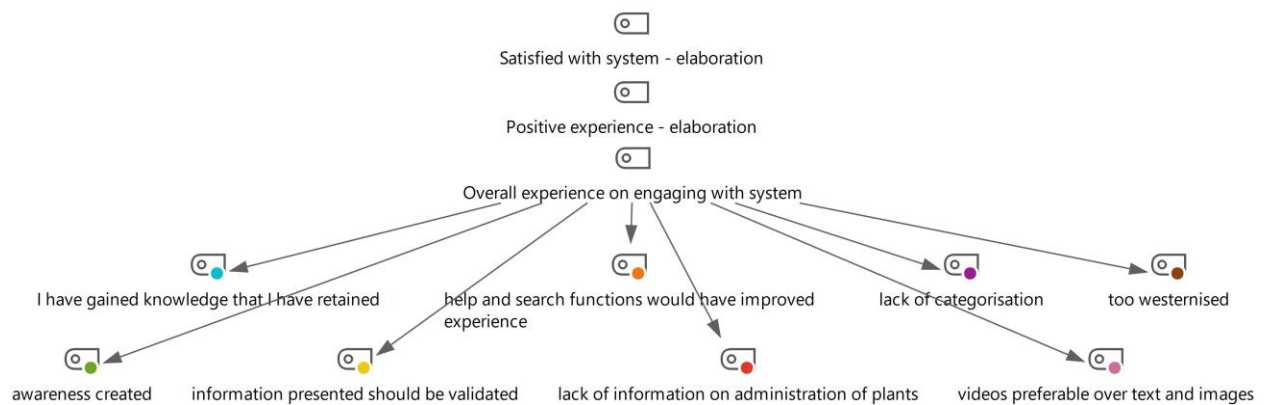 Satisfied with system - elaboration
Positive experience - elaboration
Overall experience on engaging with system
I have gained knowledge that I have retained
help and search functions would have improved
experience
lack of categorisation
too westernised
awareness created
information presented should be validated
lack of information on administration of plants
videos preferable over text and images